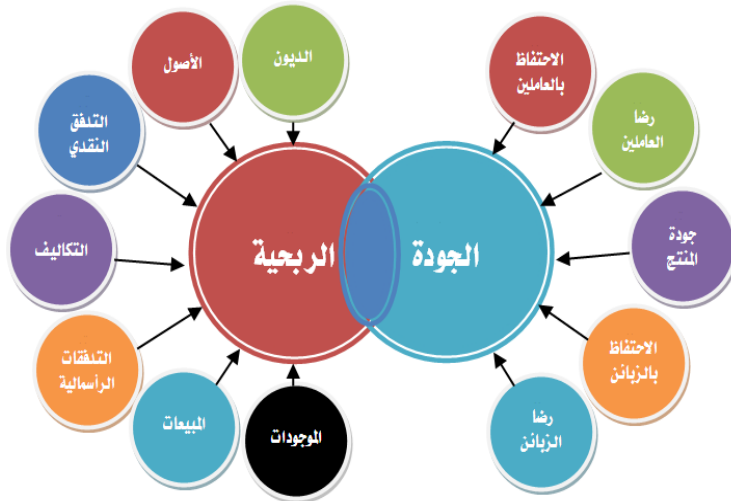 الاحتفاظ
بالعاملين
رضا
العاملين
جودة
المنتج
الاحتفاظ
بالزبائن
رضا
الزبائن
الجودة
الربحية
الديون
الأصول
التدفق
النقدي
التكاليف
التدفقات
الرأسمالية
المبيعات
الموجودات